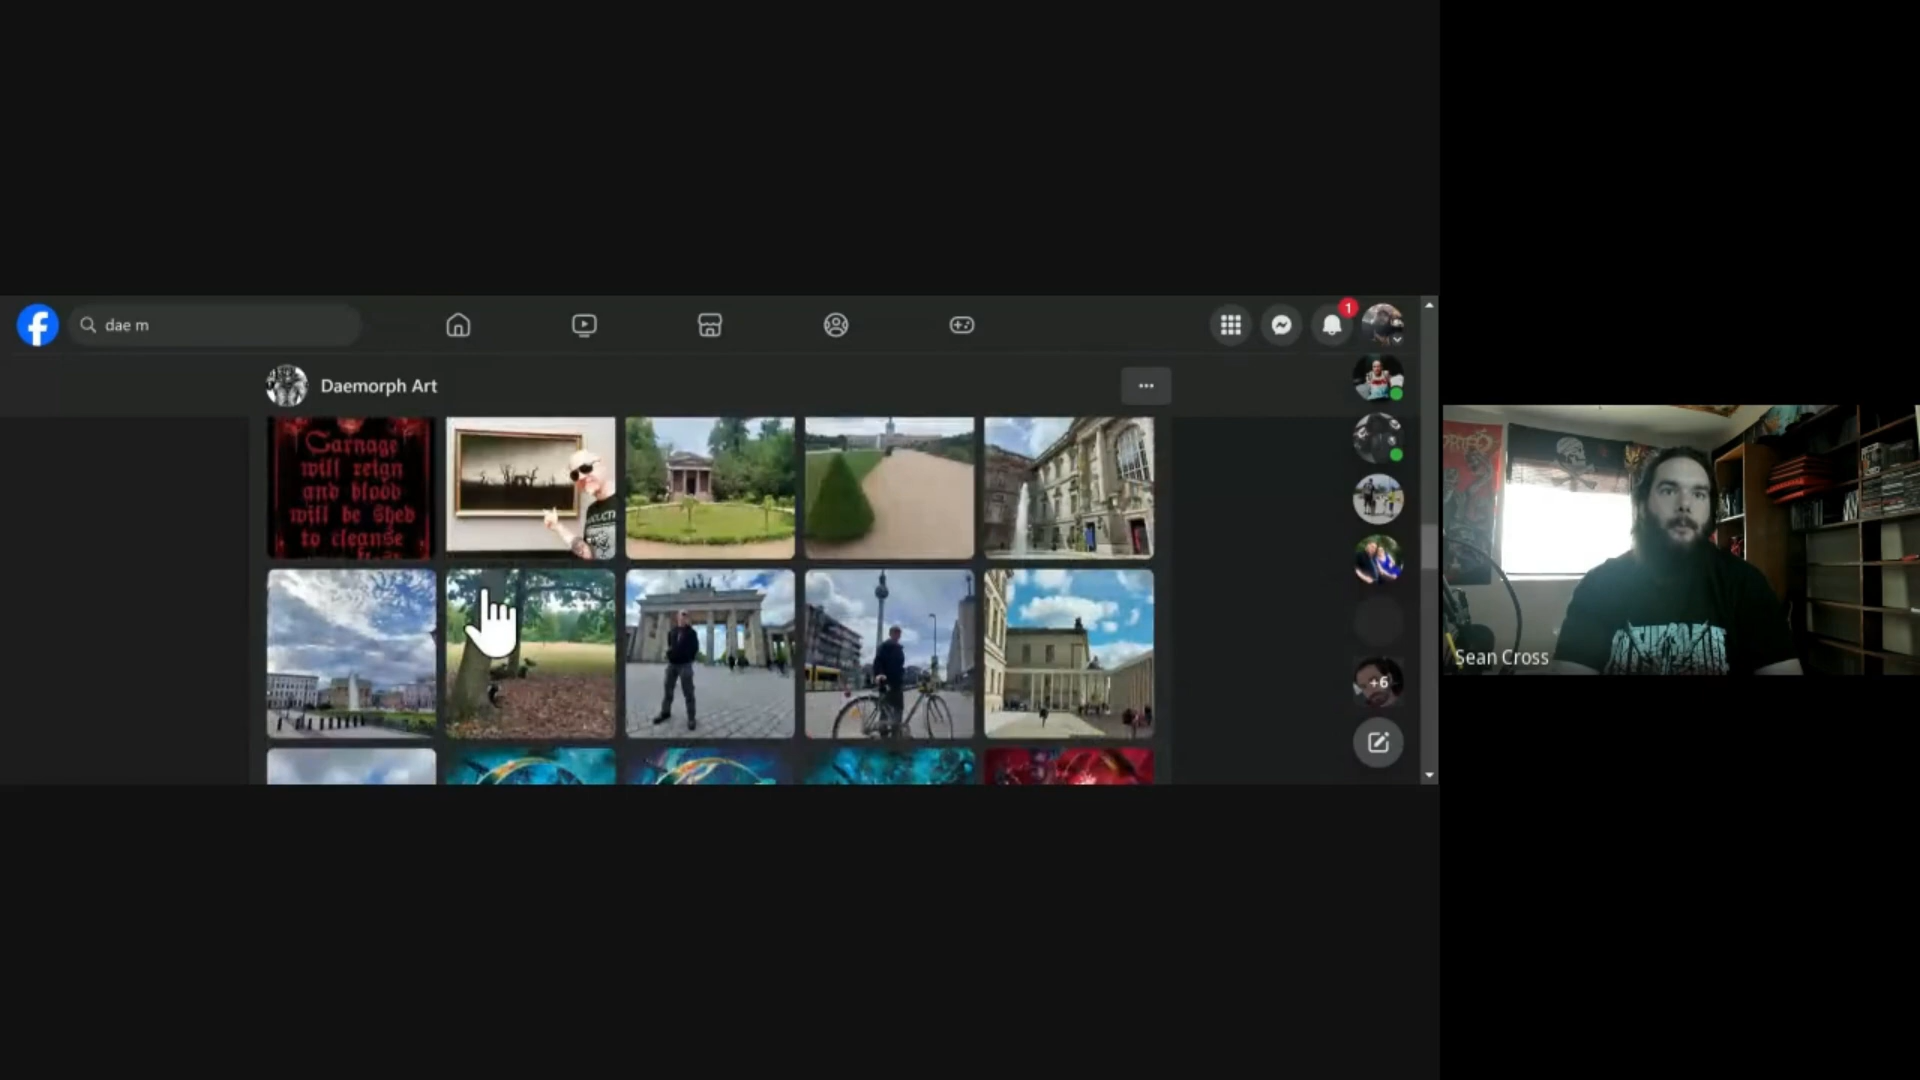 dae m
1
Daemorph Art
Carnage
will reign
and blood
will be shed
to cleanse
+6
Sean Cross